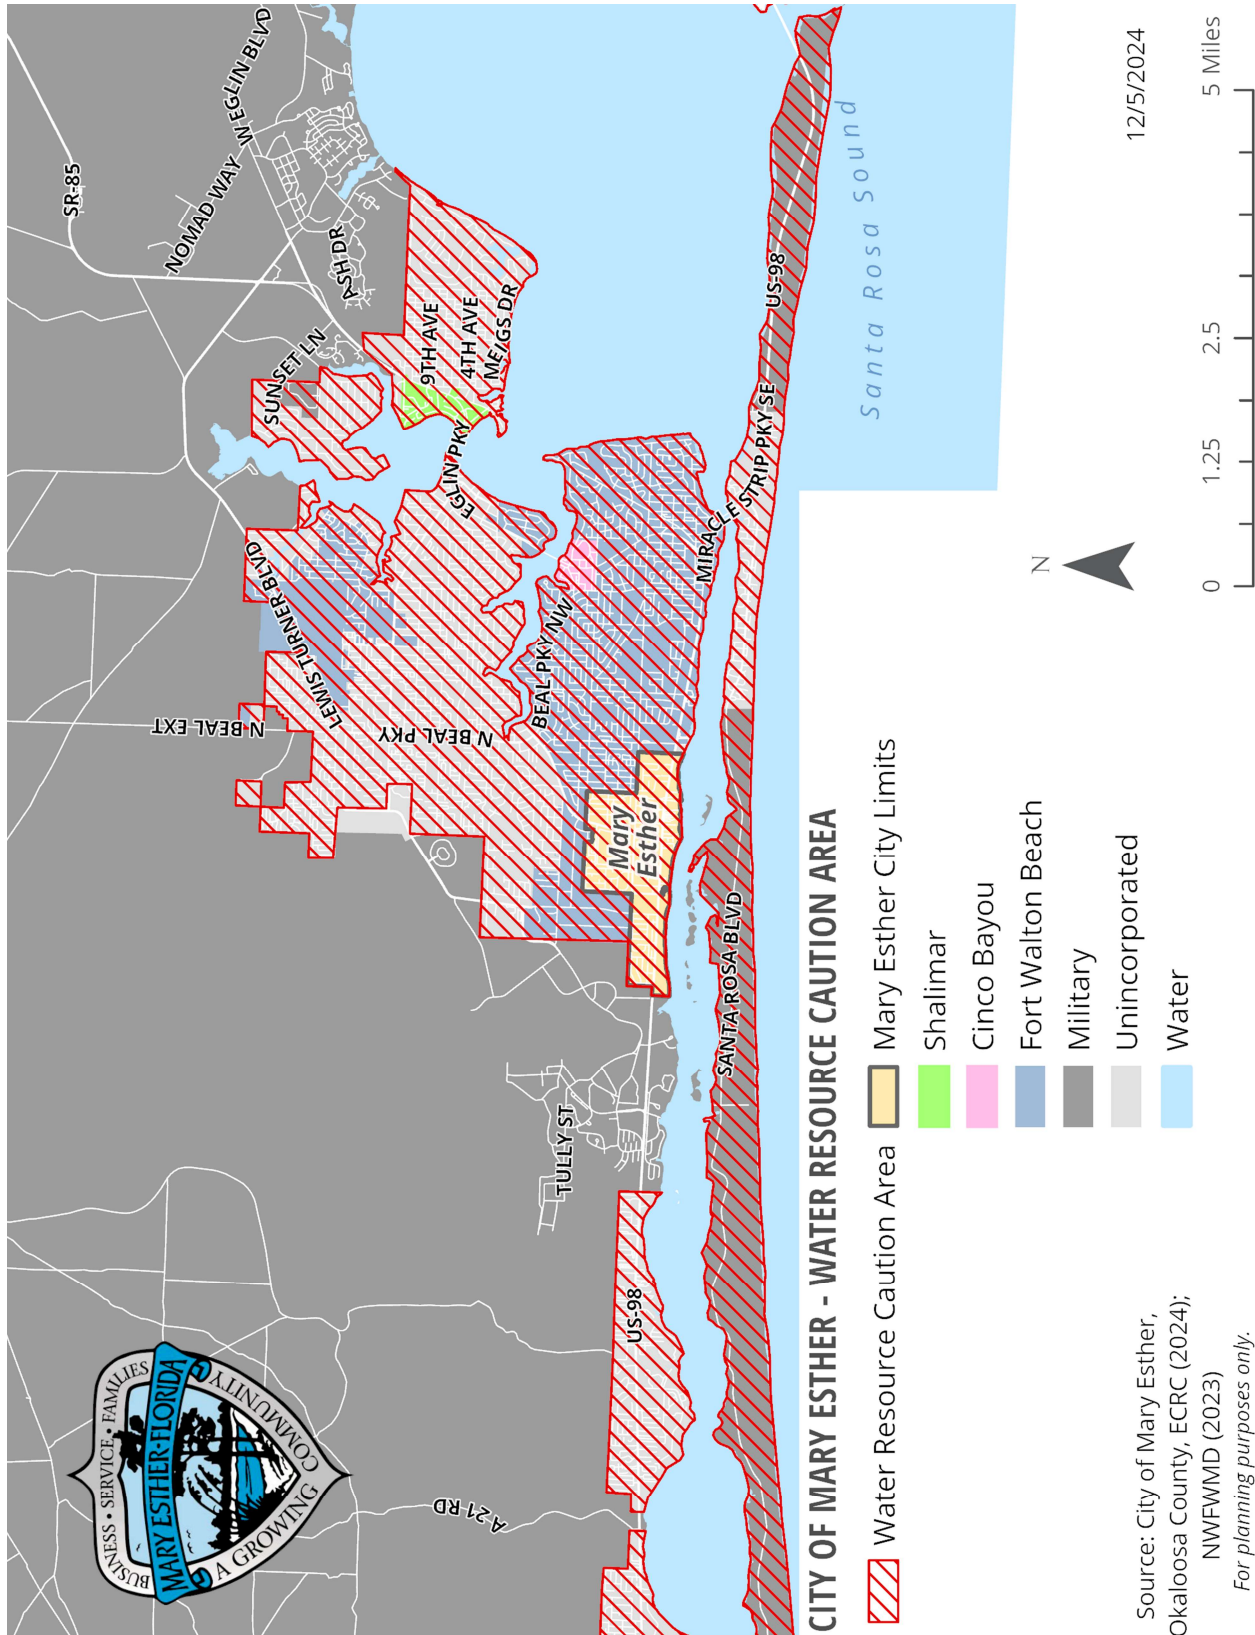 BUSINESS • SERVICE • FAMILIES
MARY ESTHER•FLORIDA
A GROWING COMMUNITY
SR-85
NOMAD WAY
W EGLIN BLVD
ASH DR
SUNSET LN
9TH AVE
4TH AVE
MEIGS DR
EGLIN PKY
LEWIS TURNER BLVD
N BEAL EXT
N BEAL PKY
BEAL PKY NW
MIRACLE STRIP PKY SE
US-98
Santa Rosa Sound
Mary
Esther
SANTA ROSA BLVD
TULLY ST
US-98
A 21 RD
CITY OF MARY ESTHER - WATER RESOURCE CAUTION AREA
Water Resource Caution Area
Mary Esther City Limits
Shalimar
Cinco Bayou
Fort Walton Beach
Military
Unincorporated
Water
N
12/5/2024
0 1.25 2.5 5 Miles
Source: City of Mary Esther,
Okaloosa County, ECRC (2024);
NWFWMD (2023)
For planning purposes only.